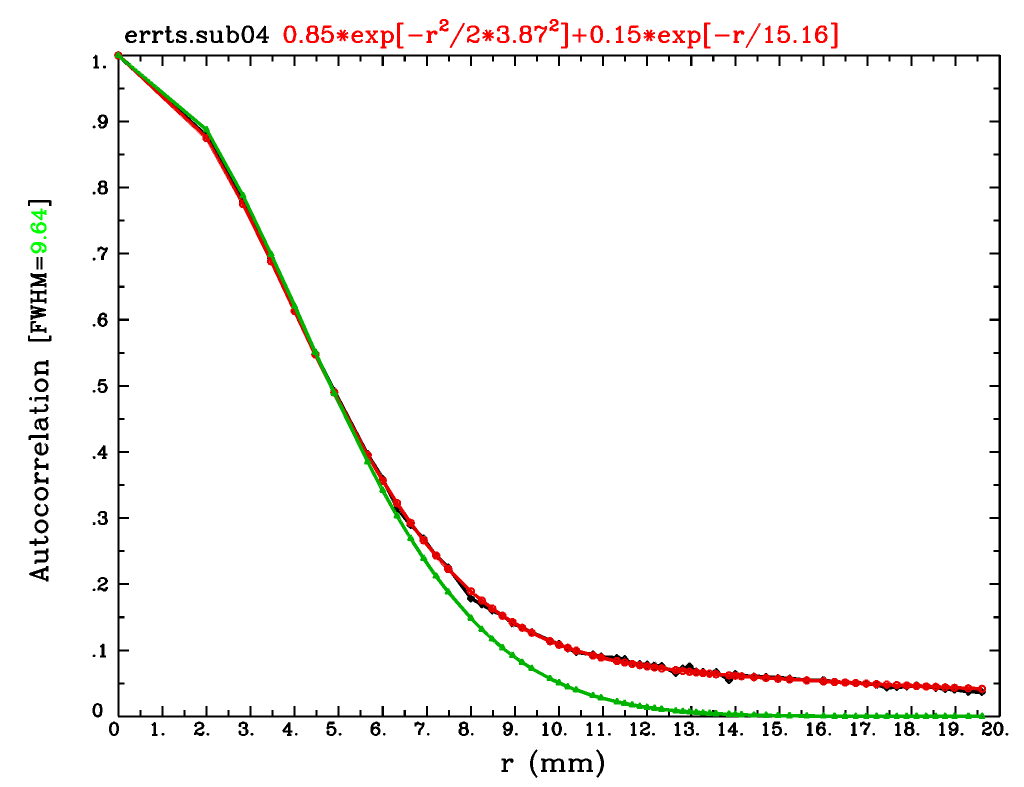 errts.sub04 0.85*exp[-r²/2*3.87²]+0.15*exp[-r/15.16]
1.
.9
.8
.7
.6
.5
.4
.3
.2
.1
0
Autocorrelation [FWHM=9.64]
0 1. 2. 3. 4. 5. 6. 7. 8. 9. 10. 11. 12. 13. 14. 15. 16. 17. 18. 19. 20.
r (mm)